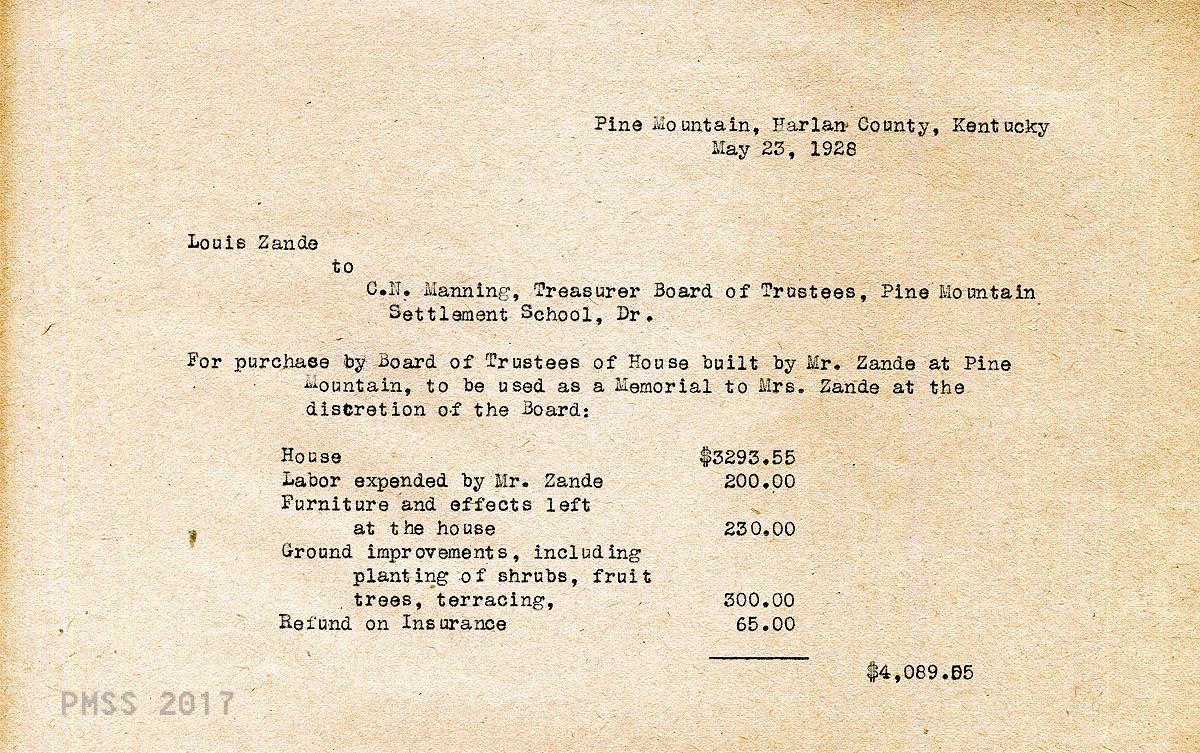 Pine Mountain, Harlan County, Kentucky
May 23, 1928
Louis Zande
to
C.N. Manning, Treasurer Board of Trustees, Pine Mountain
Settlement School, Dr.
For purchase by Board of Trustees of House built by Mr. Zande at Pine
Mountain, to be used as a Memorial to Mrs. Zande at the
discretion of the Board:
House $3293.55
Labor expended by Mr. Zande 200.00
Furniture and effects left
at the house 230.00
Ground improvements, including
planting of shrubs, fruit
trees, terracing, 300.00
Refund on Insurance 65.00
$4,089.55
PMSS 2017